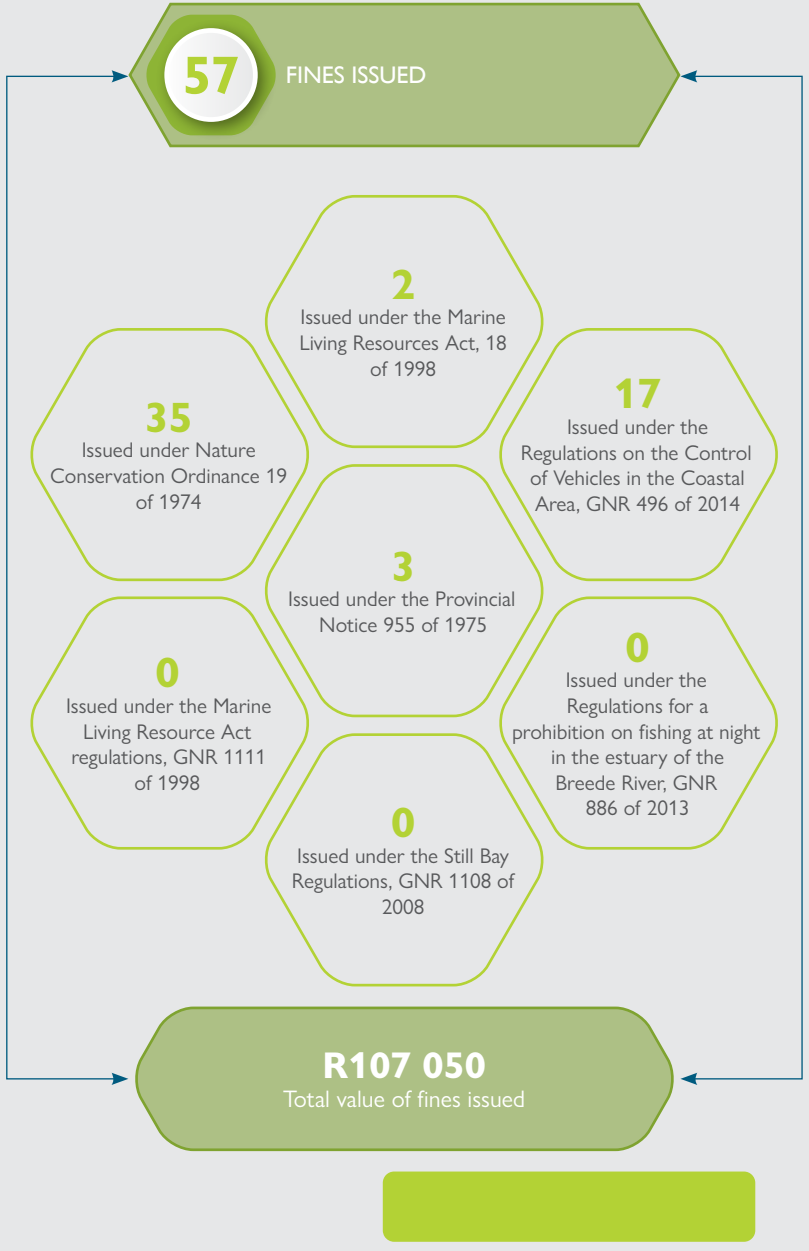 57
FINES ISSUED
2
Issued under the Marine
Living Resources Act, 18
of 1998
35
Issued under Nature
Conservation Ordinance 19
of 1974
17
Issued under the
Regulations on the Control
of Vehicles in the Coastal
Area, GNR 496 of 2014
3
Issued under the Provincial
Notice 955 of 1975
0
Issued under the Marine
Living Resource Act
regulations, GNR 1111
of 1998
0
Issued under the
Regulations for a
prohibition on fishing at night
in the estuary of the
Breede River, GNR
886 of 2013
0
Issued under the Still Bay
Regulations, GNR 1108 of
2008
R107 050
Total value of fines issued